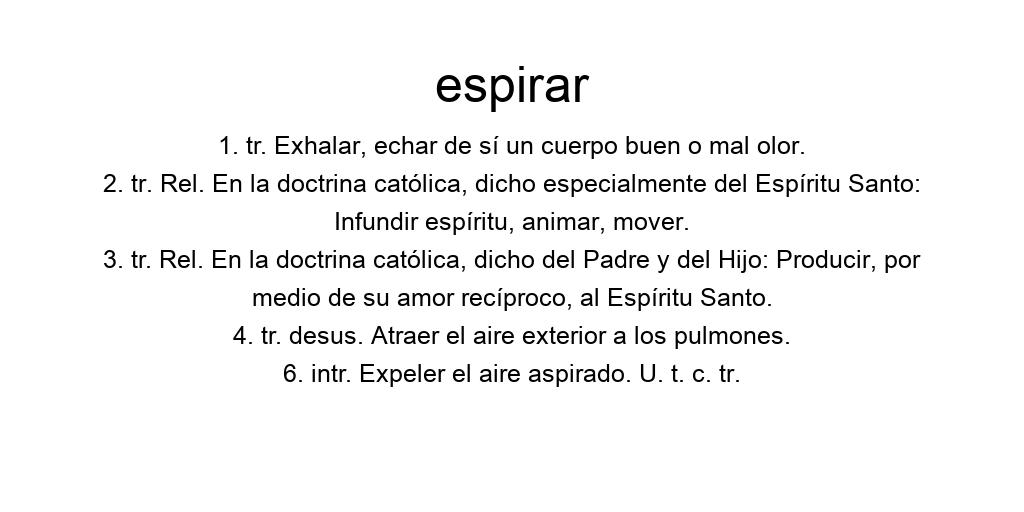 espirar
1. tr. Exhalar, echar de sí un cuerpo buen o mal olor.
2. tr. Rel. En la doctrina católica, dicho especialmente del Espíritu Santo:
Infundir espíritu, animar, mover.
3. tr. Rel. En la doctrina católica, dicho del Padre y del Hijo: Producir, por
medio de su amor recíproco, al Espíritu Santo.
4. tr. desus. Atraer el aire exterior a los pulmones.
6. intr. Expeler el aire aspirado. U. t. c. tr.